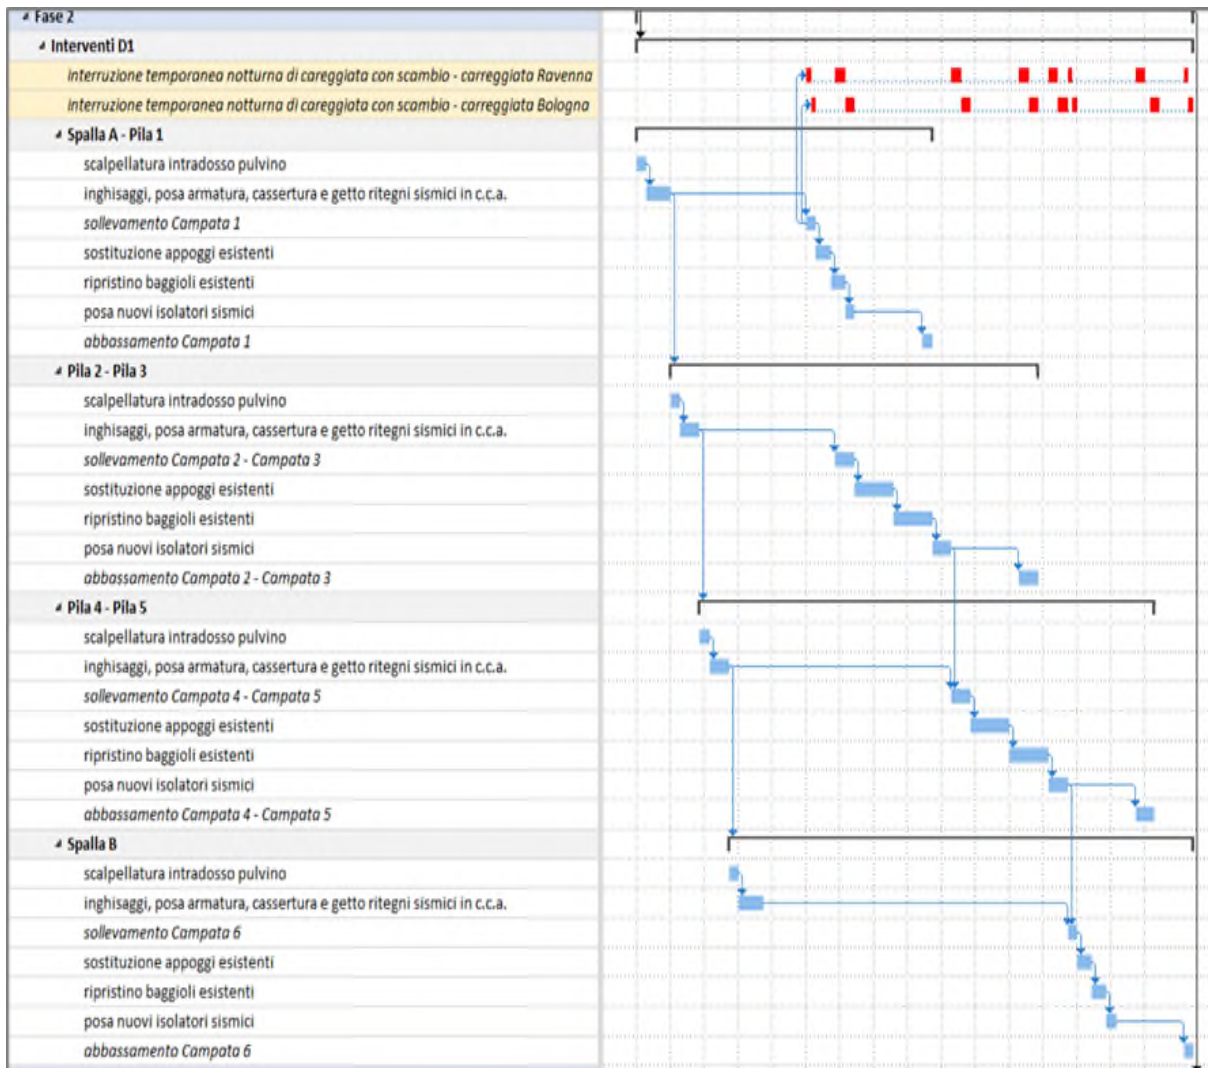 Fase 2
Interventi D1
interruzione temporanea notturna di careggiata con scambio - carreggiata Ravenna
interruzione temporanea notturna di careggiata con scambio - carreggiata Bologna
Spalla A - Pila 1
scalpellatura intradosso pulvino
inghisaggi, posa armatura, cassertura e getto ritegni sismici in c.c.a.
sollevamento Campata 1
sostituzione appoggi esistenti
ripristino baggioli esistenti
posa nuovi isolatori sismici
abbassamento Campata 1
Pila 2 - Pila 3
scalpellatura intradosso pulvino
inghisaggi, posa armatura, cassertura e getto ritegni sismici in c.c.a.
sollevamento Campata 2 - Campata 3
sostituzione appoggi esistenti
ripristino baggioli esistenti
posa nuovi isolatori sismici
abbassamento Campata 2 - Campata 3
Pila 4 - Pila 5
scalpellatura intradosso pulvino
inghisaggi, posa armatura, cassertura e getto ritegni sismici in c.c.a.
sollevamento Campata 4 - Campata 5
sostituzione appoggi esistenti
ripristino baggioli esistenti
posa nuovi isolatori sismici
abbassamento Campata 4 - Campata 5
Spalla B
scalpellatura intradosso pulvino
inghisaggi, posa armatura, cassertura e getto ritegni sismici in c.c.a.
sollevamento Campata 6
sostituzione appoggi esistenti
ripristino baggioli esistenti
posa nuovi isolatori sismici
abbassamento Campata 6